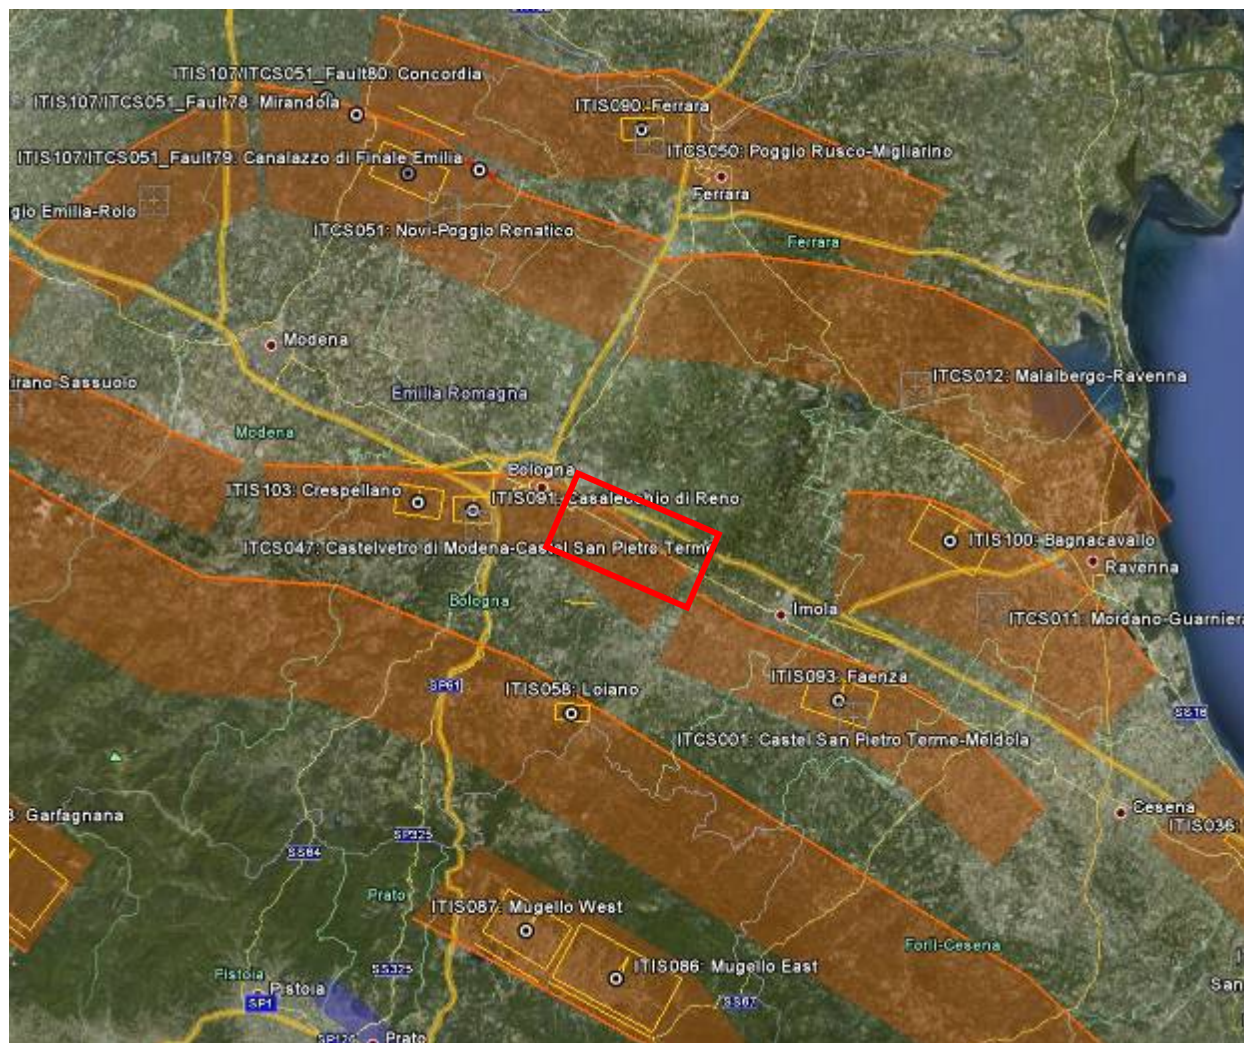 ITIS107/ITCS051_Fault80: Concordia
ITIS107/ITCS051_Fault78: Mirandola
ITIS090: Ferrara
ITIS107/ITCS051_Fault79: Canalazzo di Finale Emilia
ITCS050: Poggio Rusco-Migliarino
Ferrara
gio Emilia-Rolo
ITCS051: Novi-Poggio Renatico
Ferrara
Modena
ITCS012: Malalbergo-Ravenna
irano-Sassuolo
Emilia Romagna
Modena
Bologna
ITIS103: Crespellano
ITIS091: Casalecchio di Reno
ITCS047: Castelvetro di Modena-Castel San Pietro Terme
ITIS100: Bagnacavallo
Ravenna
Bologna
Imola
ITCS011: Mordano-Guarniera
SP61
ITIS058: Loiano
ITIS093: Faenza
SS16
ITCS001: Castel San Pietro Terme-Meldola
3: Garfagnana
SP325
SS64
Cesena
ITIS036:
Prato
ITIS087: Mugello West
Forlì-Cesena
SS325
ITIS086: Mugello East
Pistoia
Pistoia
SP1
SS67
San
Prato